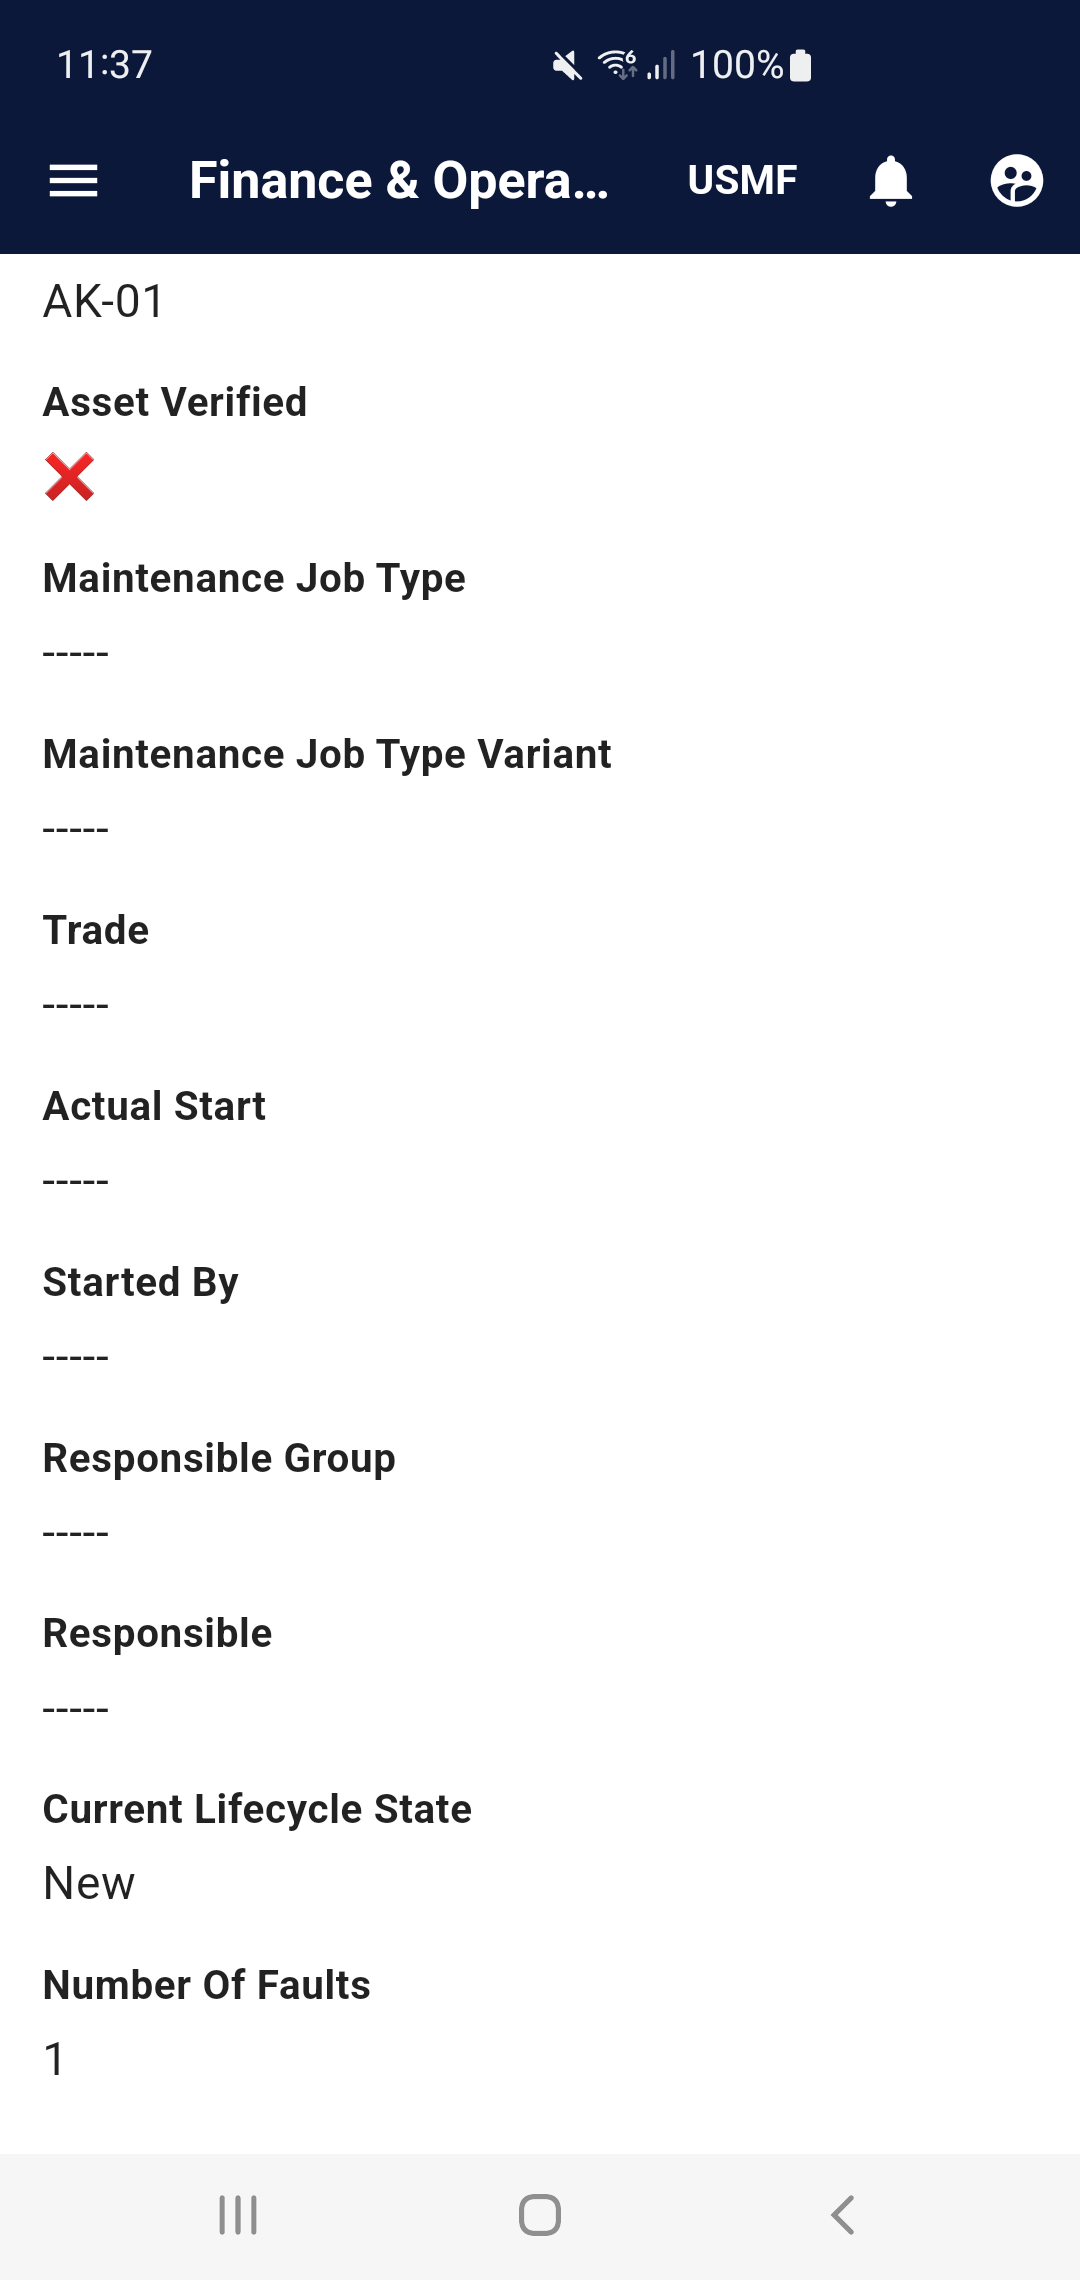 11:37
6
100%
Finance & Opera...
USMF
AK-01
Asset Verified
❌
Maintenance Job Type
-----
Maintenance Job Type Variant
-----
Trade
-----
Actual Start
-----
Started By
-----
Responsible Group
-----
Responsible
-----
Current Lifecycle State
New
Number Of Faults
1